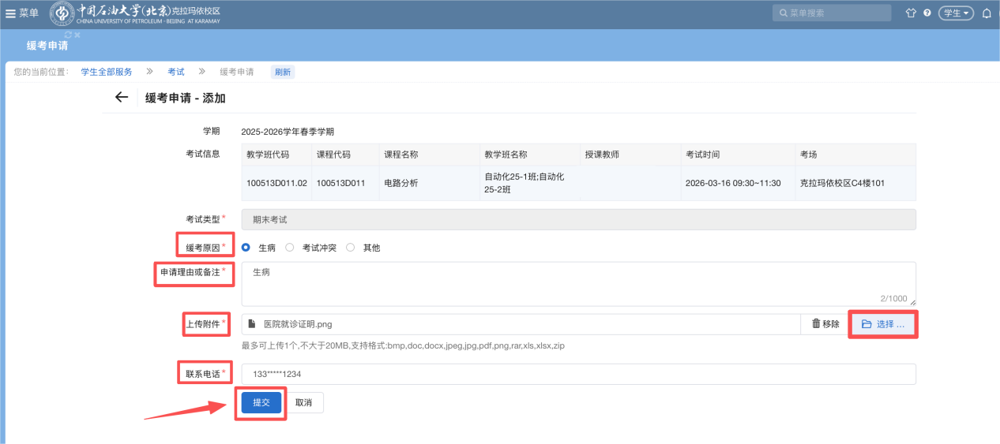 菜单
中国石油大学(北京)克拉玛依校区
CHINA UNIVERSITY OF PETROLEUM - BEIJING AT KARAMAY
菜单搜索
学生
缓考申请
您的当前位置: 学生全部服务 考试 缓考申请 刷新
缓考申请 - 添加
学期 2025-2026学年春季学期
考试信息 教学班代码 课程代码 课程名称 教学班名称 授课教师 考试时间 考场
100513D011.02 100513D011 电路分析 自动化25-1班;自动化 2026-03-16 09:30~11:30 克拉玛依校区C4楼101
25-2班
考试类型* 期末考试
缓考原因* 生病 考试冲突 其他
申请理由或备注* 生病
2/1000
上传附件* 医院就诊证明.png 移除 选择 ...
最多可上传1个,不大于20MB,支持格式:bmp,doc,docx,jpeg,jpg,pdf,png,rar,xls,xlsx,zip
联系电话* 133*****1234
提交 取消